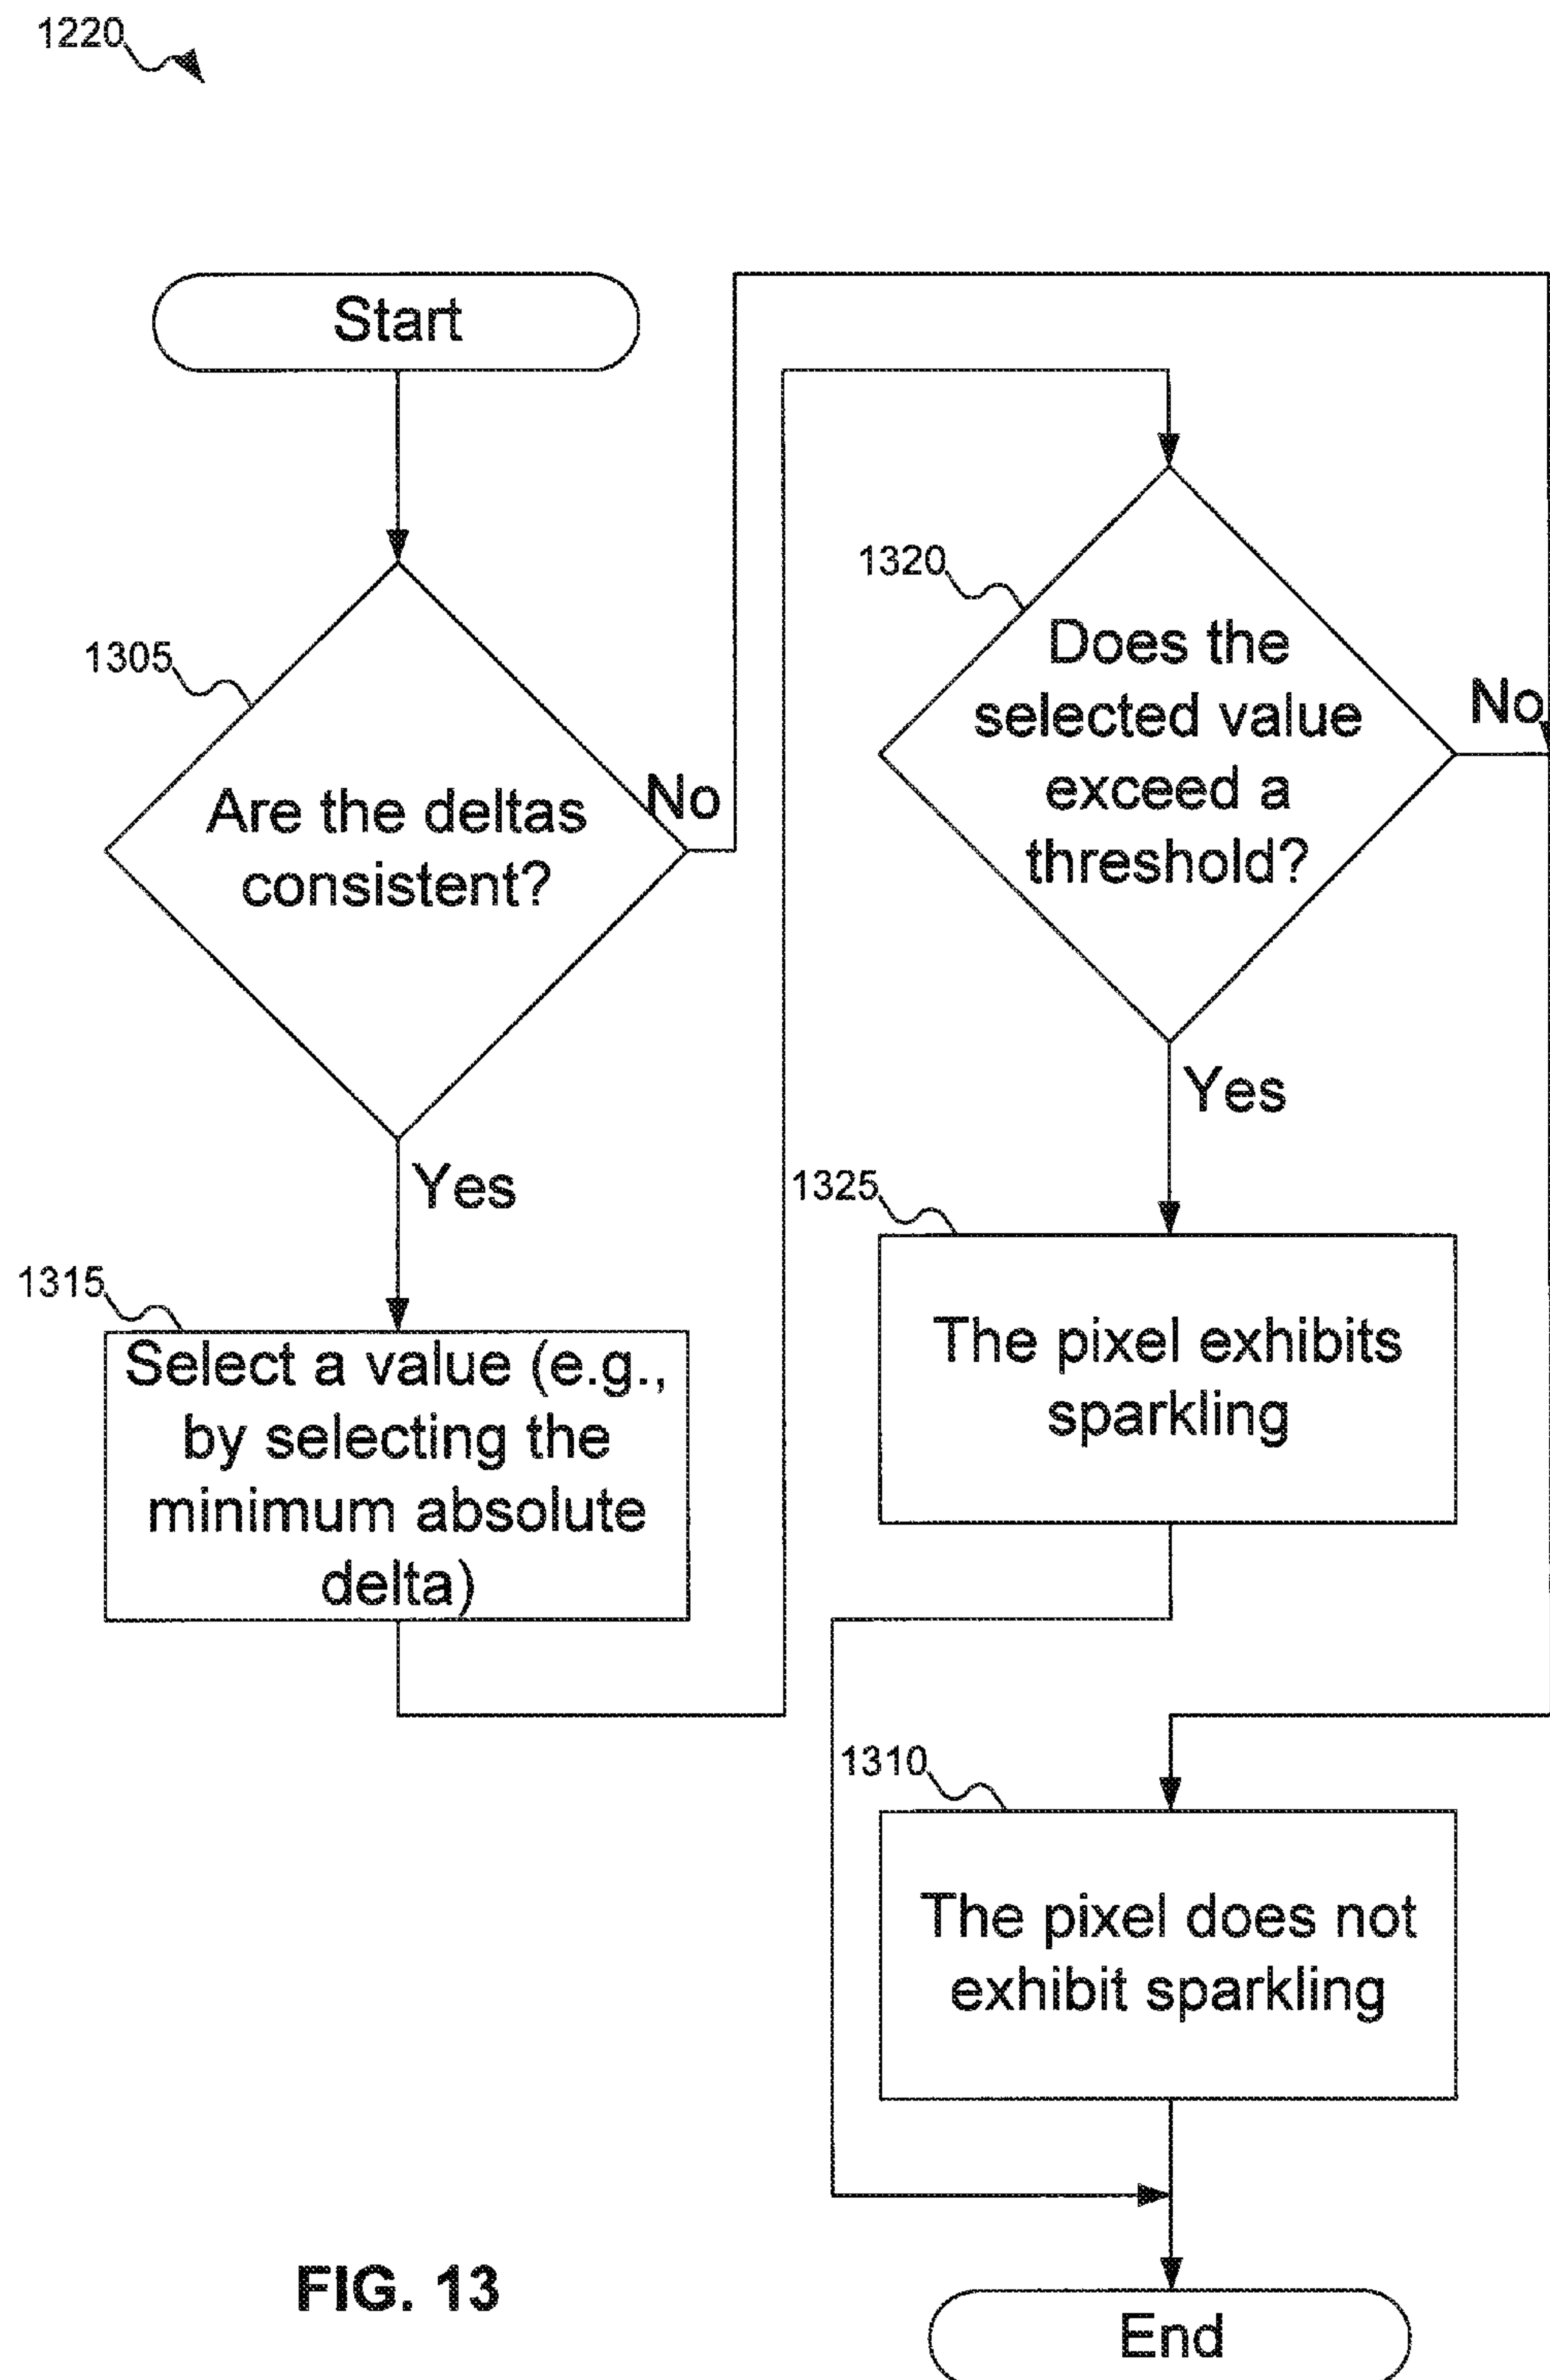 1220
Start
1305
Are the deltas
consistent?
No
Yes
1315
Select a value (e.g.,
by selecting the
minimum absolute
delta)
1320
Does the
selected value
exceed a
threshold?
No
Yes
1325
The pixel exhibits
sparkling
1310
The pixel does not
exhibit sparkling
End
FIG. 13